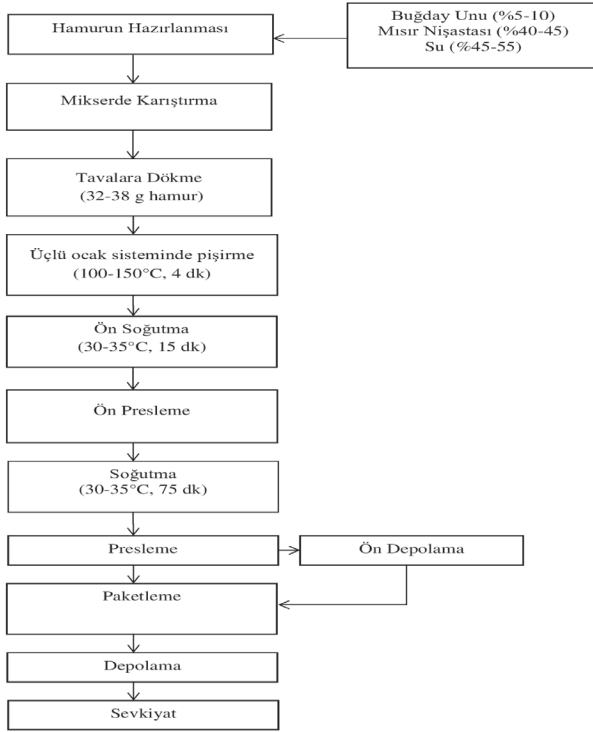 Hamurun Hazırlanması
Buğday Unu (%5-10)
Mısır Nişastası (%40-45)
Su (%45-55)
Mikserde Karıştırma
Tavalara Dökme
(32-38 g hamur)
Üçlü ocak sisteminde pişirme
(100-150°C, 4 dk)
Ön Soğutma
(30-35°C, 15 dk)
Ön Presleme
Soğutma
(30-35°C, 75 dk)
Presleme
Ön Depolama
Paketleme
Depolama
Sevkiyat